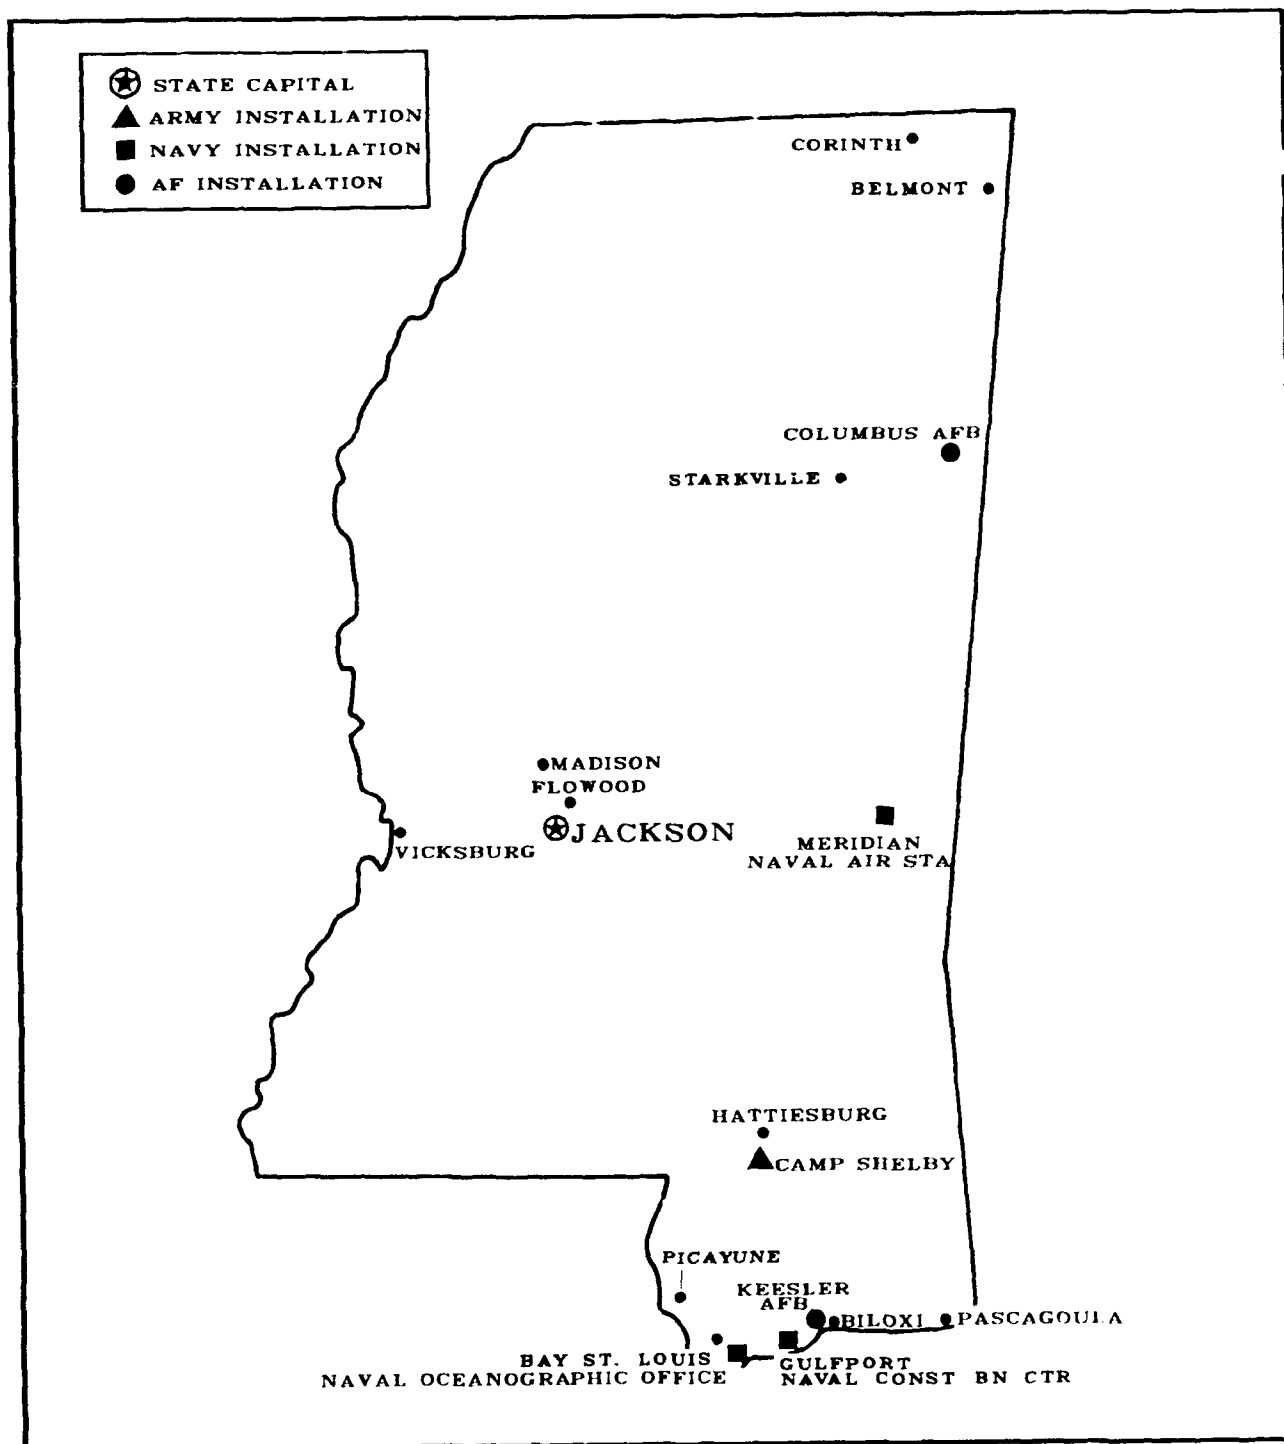 STATE CAPITAL
ARMY INSTALLATION
NAVY INSTALLATION
AF INSTALLATION
CORINTH
BELMONT
COLUMBUS AFB
STARKVILLE
MADISON
FLOWOOD
JACKSON
VICKSBURG
MERIDIAN
NAVAL AIR STA
HATTIESBURG
CAMP SHELBY
PICAYUNE
KEESLER
AFB
BILOXI
PASCAGOULA
BAY ST. LOUIS
NAVAL OCEANOGRAPHIC OFFICE
GULFPORT
NAVAL CONST BN CTR